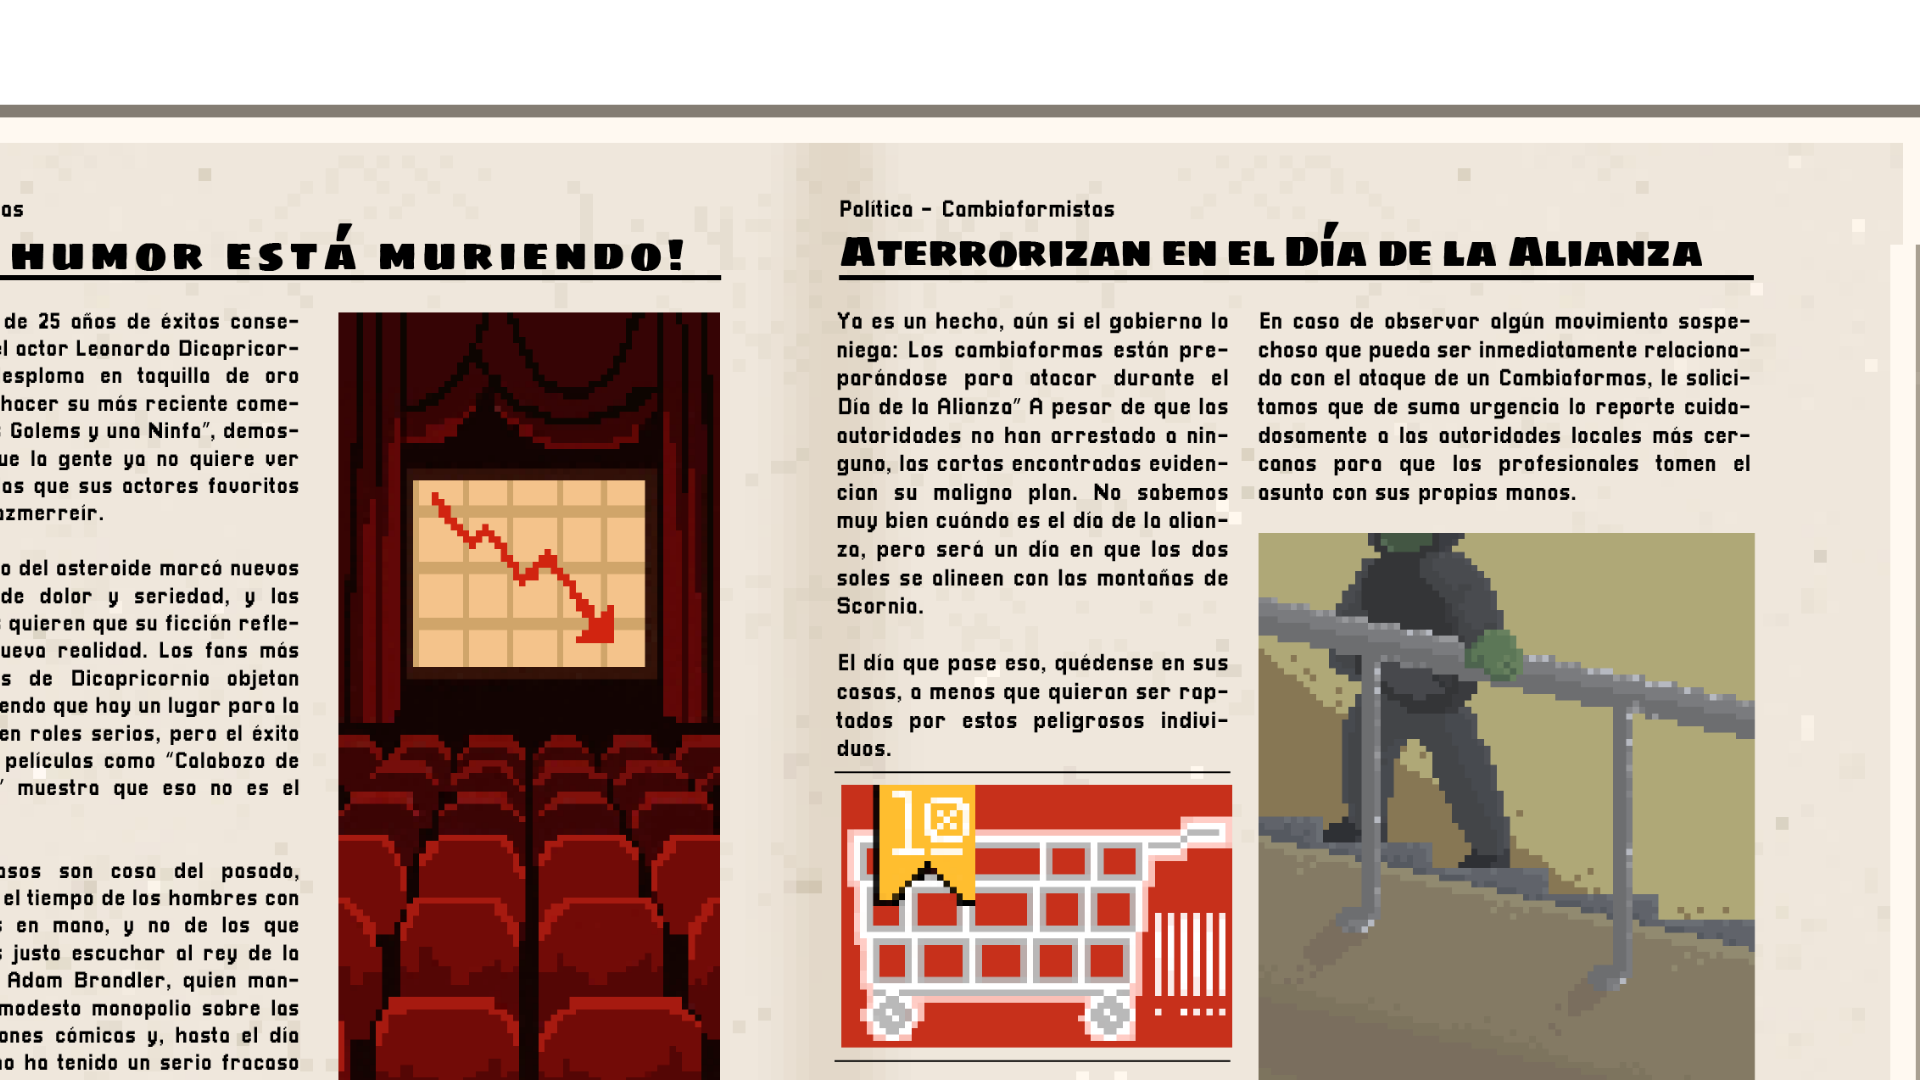 as
HUMOR ESTÁ MURIENDO!
de 25 años de éxitos conse-
el actor Leonardo Dicapricor-
esploma en taquilla de oro
hacer su más reciente come-
Golems y una Ninfa", demos-
ue la gente ya no quiere ver
as que sus actores favoritos
azmerreír.
o del asteroide marcó nuevos
de dolor y seriedad, y las
quieren que su ficción refle-
ueva realidad. Los fans más
s de Dicapricornio objetan
endo que hay un lugar para la
en roles serios, pero el éxito
películas como "Calabozo de
" muestra que eso no es el
asos son cosa del pasado,
el tiempo de los hombres con
s en mano, y no de los que
s justo escuchar al rey de la
Adam Brandler, quien man-
modesto monopolio sobre las
ones cómicas y, hasta el día
no ha tenido un serio fracaso
Política - Cambiaformistas
Aterrorizan en el Día de la Alianza
Ya es un hecho, aún si el gobierno lo
niega: Los cambiaformas están pre-
parándose para atacar durante el
Día de la Alianza" A pesar de que las
autoridades no han arrestado a nin-
guno, las cartas encontradas eviden-
cian su maligno plan. No sabemos
muy bien cuándo es el día de la alian-
za, pero será un día en que los dos
soles se alineen con las montañas de
Scornia.
El día que pase eso, quédense en sus
casas, a menos que quieran ser rap-
tados por estos peligrosos indivi-
duos.
En caso de observar algún movimiento sospe-
choso que pueda ser inmediatamente relaciona-
do con el ataque de un Cambiaformas, le solici-
tamos que de suma urgencia lo reporte cuida-
dosamente a las autoridades locales más cer-
canas para que los profesionales tomen el
asunto con sus propias manos.